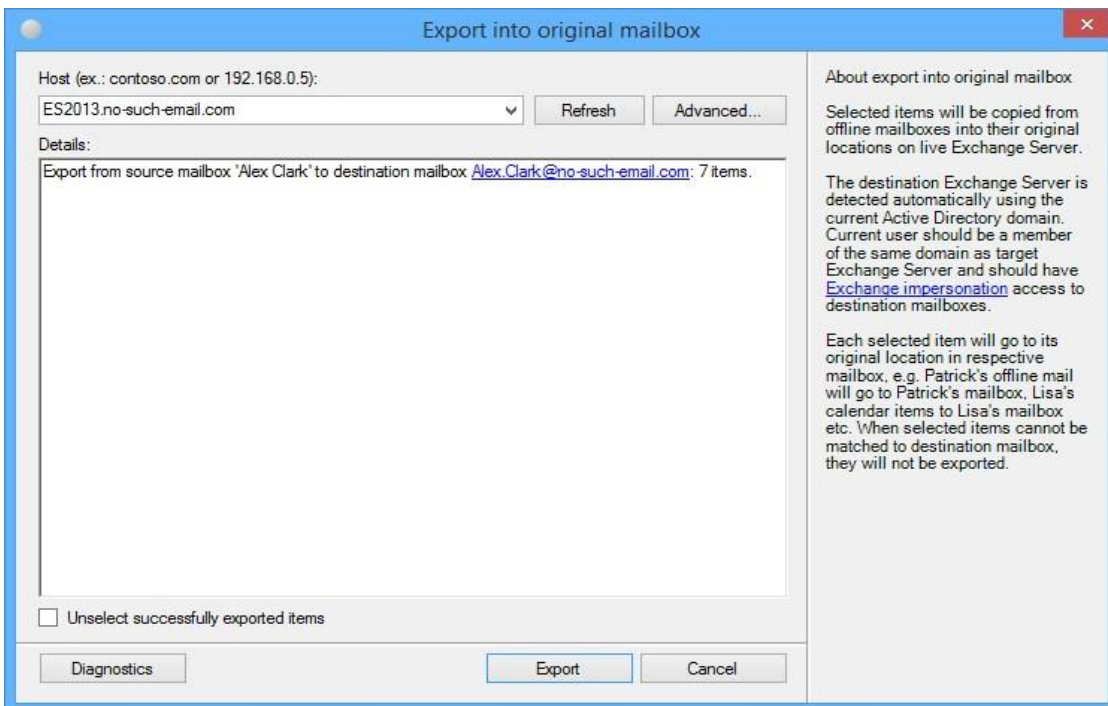 Export into original mailbox
Host (ex.: contoso.com or 192.168.0.5):
ES2013.no-such-email.com
Refresh
Advanced...
Details:
Export from source mailbox 'Alex Clark' to destination mailbox Alex.Clark@no-such-email.com: 7 items.
Unselect successfully exported items
Diagnostics
Export
Cancel
About export into original mailbox
Selected items will be copied from
offline mailboxes into their original
locations on live Exchange Server.
The destination Exchange Server is
detected automatically using the
current Active Directory domain.
Current user should be a member
of the same domain as target
Exchange Server and should have
Exchange impersonation access to
destination mailboxes.
Each selected item will go to its
original location in respective
mailbox, e.g. Patrick's offline mail
will go to Patrick's mailbox, Lisa's
calendar items to Lisa's mailbox
etc. When selected items cannot be
matched to destination mailbox,
they will not be exported.